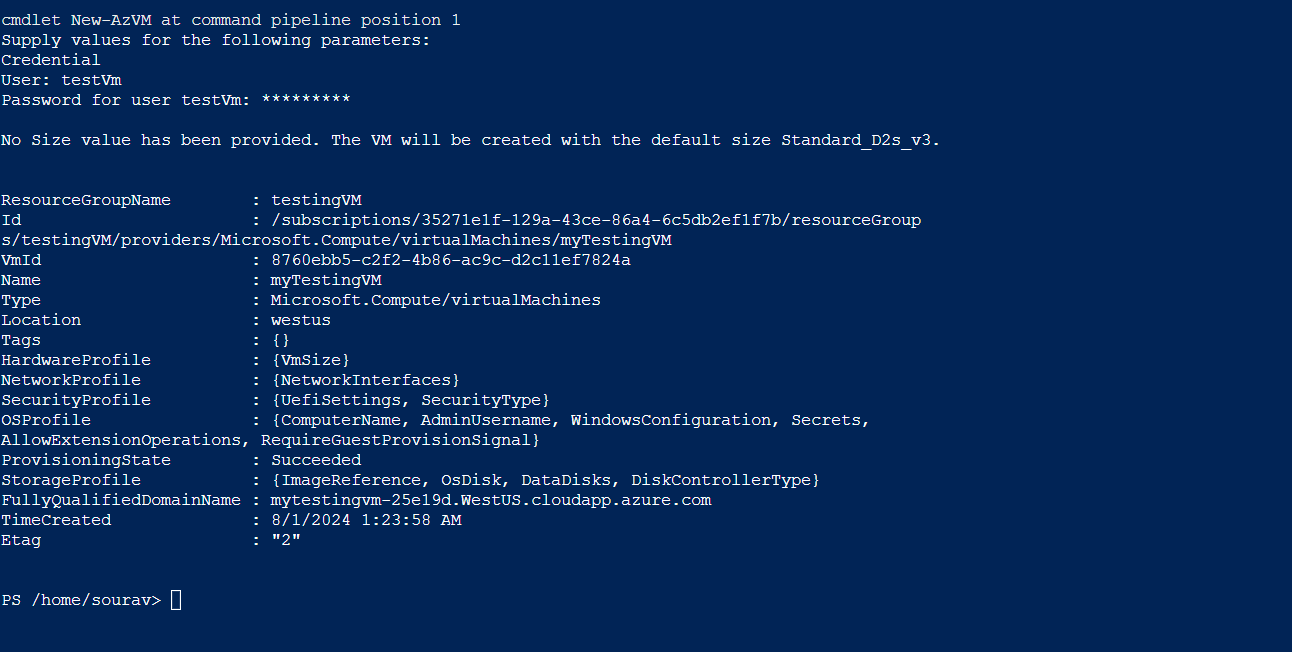 cmdlet New-AzVM at command pipeline position 1
Supply values for the following parameters:
Credential
User: testVm
Password for user testVm: *********
No Size value has been provided. The VM will be created with the default size Standard_D2s_v3.
ResourceGroupName        : testingVM
Id                       : /subscriptions/35271e1f-129a-43ce-86a4-6c5db2ef1f7b/resourceGroup
s/testingVM/providers/Microsoft.Compute/virtualMachines/myTestingVM
VmId                     : 8760ebb5-c2f2-4b86-ac9c-d2c11ef7824a
Name                     : myTestingVM
Type                     : Microsoft.Compute/virtualMachines
Location                 : westus
Tags                     : {}
HardwareProfile          : {VmSize}
NetworkProfile           : {NetworkInterfaces}
SecurityProfile          : {UefiSettings, SecurityType}
OSProfile                : {ComputerName, AdminUsername, WindowsConfiguration, Secrets,
AllowExtensionOperations, RequireGuestProvisionSignal}
ProvisioningState        : Succeeded
StorageProfile           : {ImageReference, OsDisk, DataDisks, DiskControllerType}
FullyQualifiedDomainName : mytestingvm-25e19d.WestUS.cloudapp.azure.com
TimeCreated              : 8/1/2024 1:23:58 AM
Etag                     : "2"
PS /home/sourav>